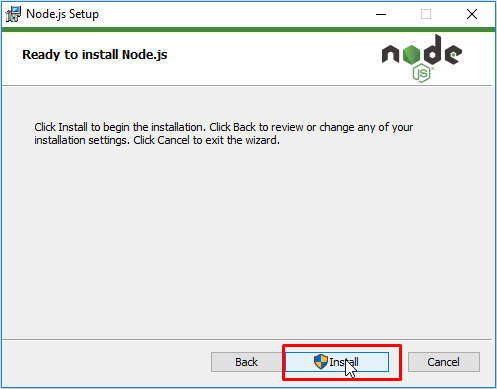 Node.js Setup
Ready to install Node.js
node
JS
Click Install to begin the installation. Click Back to review or change any of your
installation settings. Click Cancel to exit the wizard.
Back
Install
Cancel